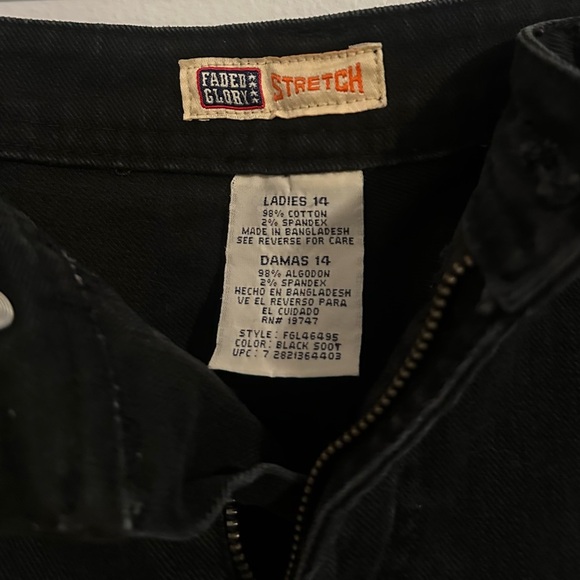 FADED GLORY
STRETCH
LADIES 14
98% COTTON
2% SPANDEX
MADE IN BANGLADESH
SEE REVERSE FOR CARE
DAMAS 14
98% ALGODON
2% SPANDEX
HECHO EN BANGLADESH
VE EL REVERSO PARA
EL CUIDADO
RN# 19747
STYLE: FGL46495
COLOR: BLACK SOOT
UPC: 7 2821364403